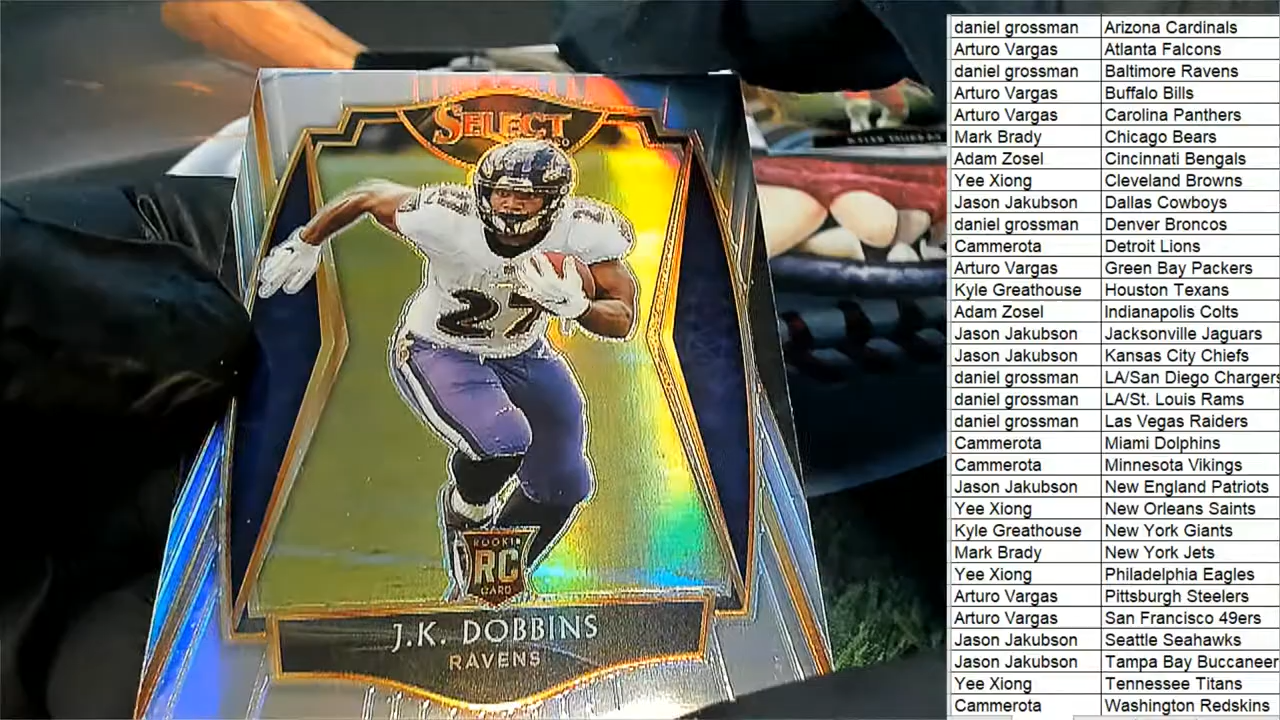 SELECT
27
ROOKIE
RC
CARD
J.K. DOBBINS
RAVENS
daniel grossman Arizona Cardinals
Arturo Vargas Atlanta Falcons
daniel grossman Baltimore Ravens
Arturo Vargas Buffalo Bills
Arturo Vargas Carolina Panthers
Mark Brady Chicago Bears
Adam Zosel Cincinnati Bengals
Yee Xiong Cleveland Browns
Jason Jakubson Dallas Cowboys
daniel grossman Denver Broncos
Cammerota Detroit Lions
Arturo Vargas Green Bay Packers
Kyle Greathouse Houston Texans
Adam Zosel Indianapolis Colts
Jason Jakubson Jacksonville Jaguars
Jason Jakubson Kansas City Chiefs
daniel grossman LA/San Diego Chargers
daniel grossman LA/St. Louis Rams
daniel grossman Las Vegas Raiders
Cammerota Miami Dolphins
Cammerota Minnesota Vikings
Jason Jakubson New England Patriots
Yee Xiong New Orleans Saints
Kyle Greathouse New York Giants
Mark Brady New York Jets
Yee Xiong Philadelphia Eagles
Arturo Vargas Pittsburgh Steelers
Arturo Vargas San Francisco 49ers
Jason Jakubson Seattle Seahawks
Jason Jakubson Tampa Bay Buccaneer
Yee Xiong Tennessee Titans
Cammerota Washington Redskins